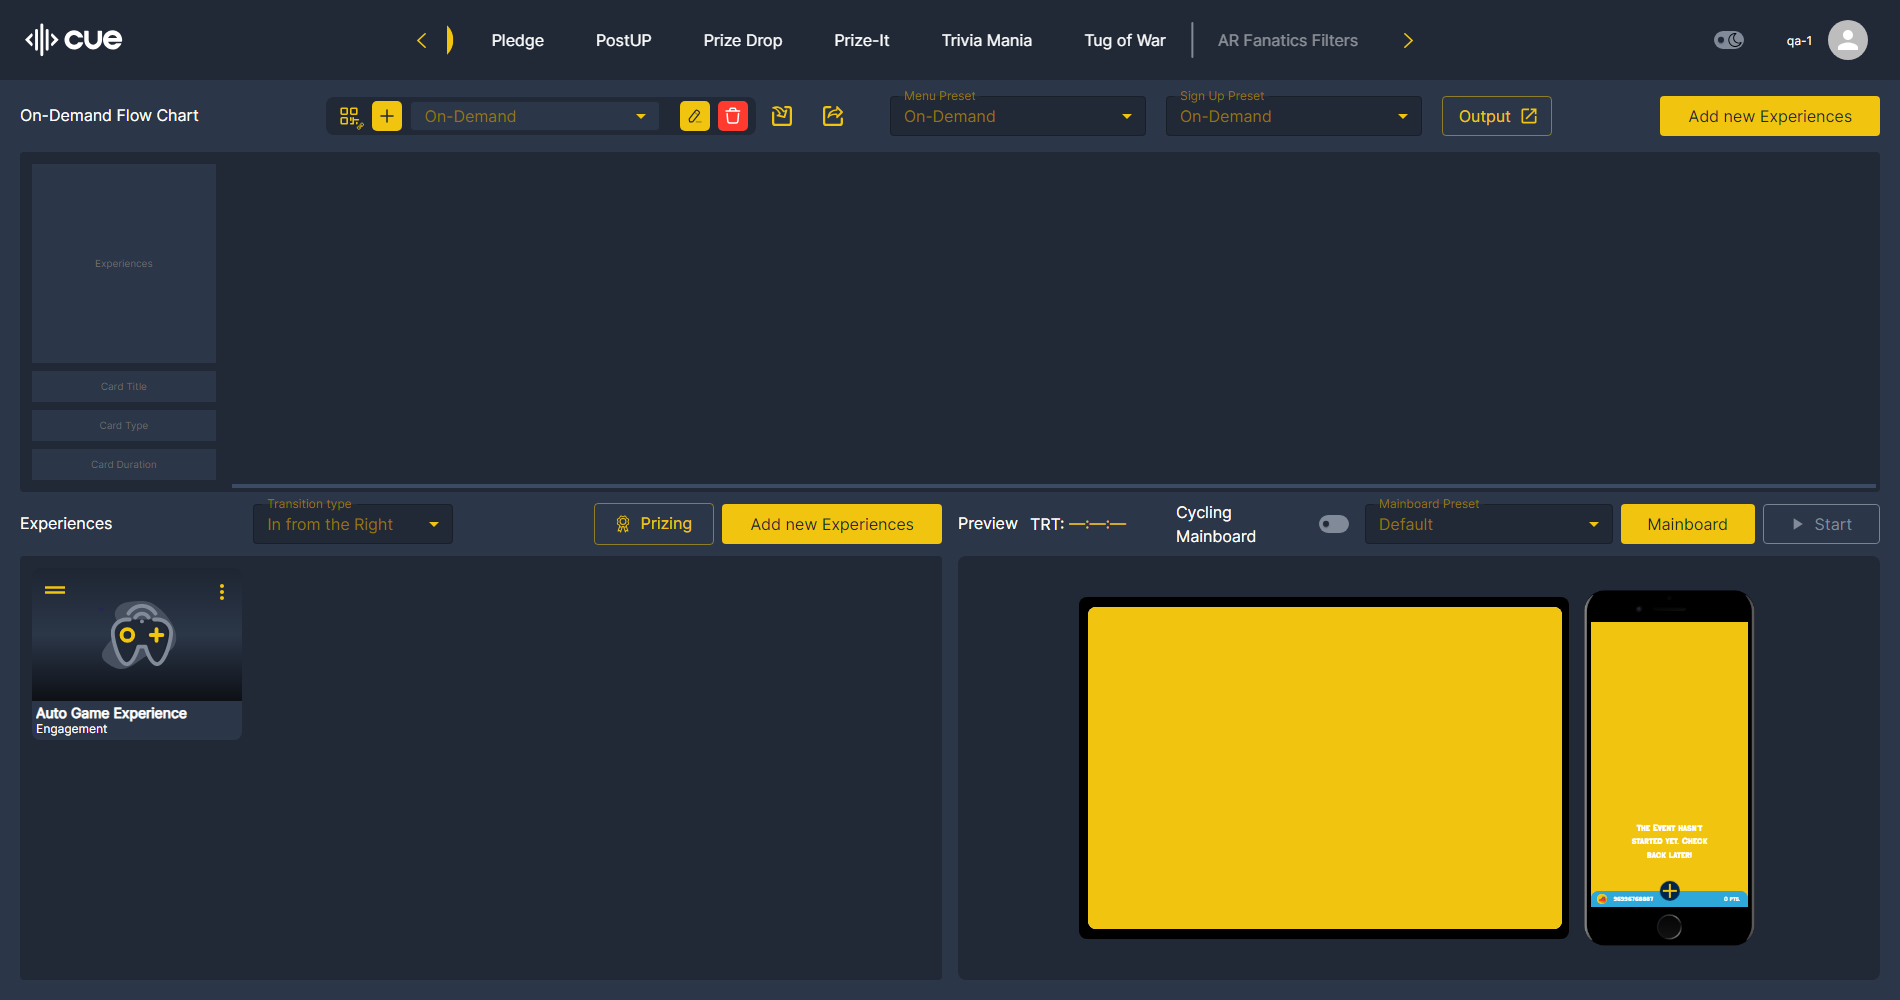 cue
Pledge
PostUP
Prize Drop
Prize-It
Trivia Mania
Tug of War
AR Fanatics Filters
qa-1
On-Demand Flow Chart
On-Demand
Menu Preset
On-Demand
Sign Up Preset
On-Demand
Output
Add new Experiences
Experiences
Card Title
Card Type
Card Duration
Experiences
Transition type
In from the Right
Prizing
Add new Experiences
Preview
TRT: —:—:—
Cycling
Mainboard
Mainboard Preset
Default
Mainboard
Start
Auto Game Experience
Engagement
The Event hasn't
started yet. Check
back later!
0 PTS.